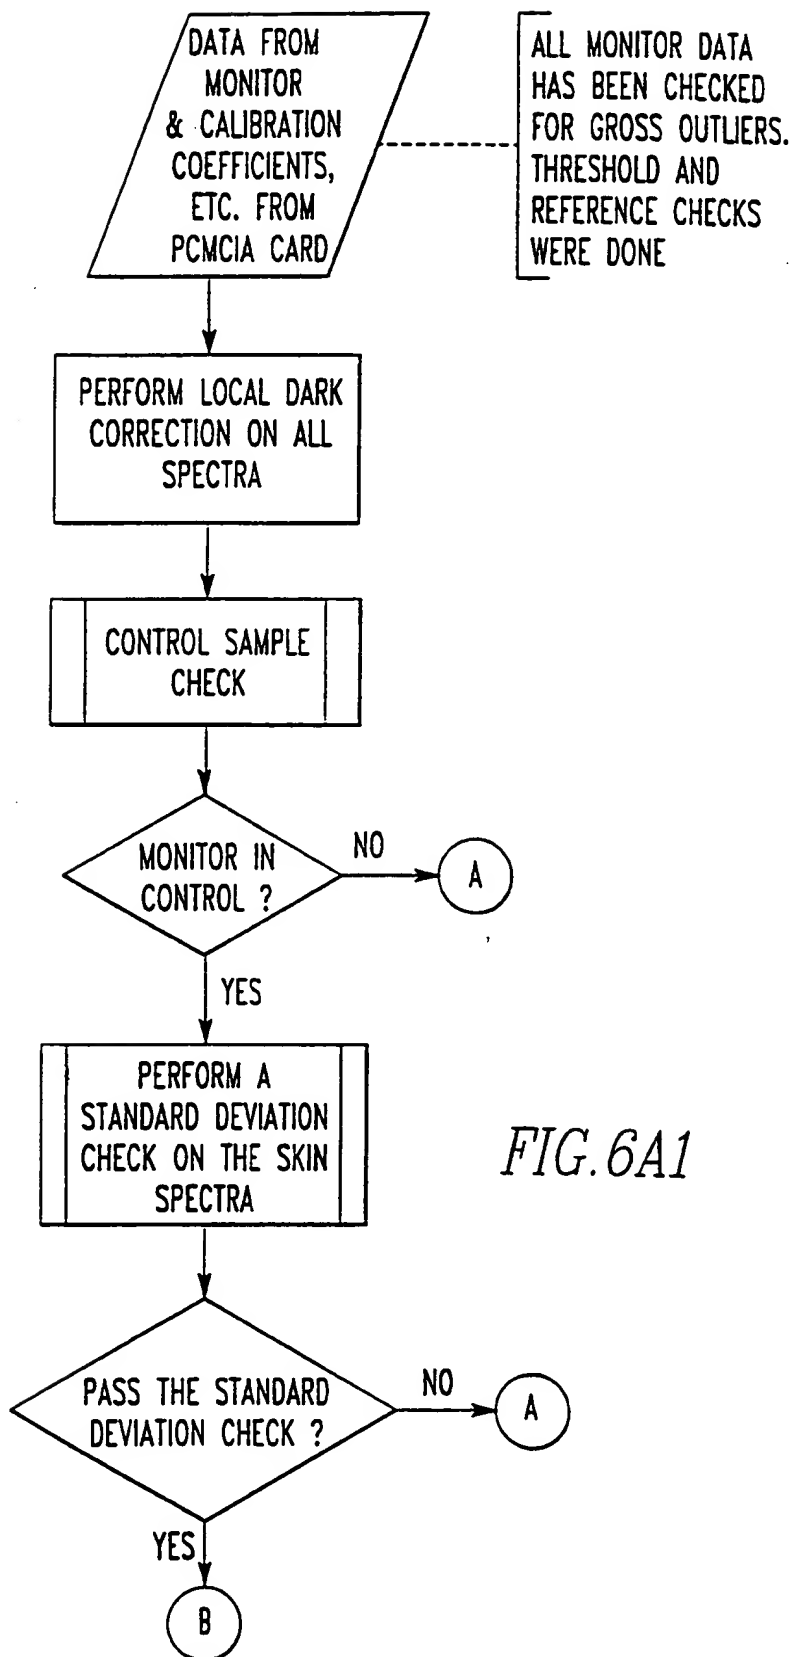 DATA FROM
MONITOR
& CALIBRATION
COEFFICIENTS,
ETC. FROM
PCMCIA CARD
ALL MONITOR DATA
HAS BEEN CHECKED
FOR GROSS OUTLIERS.
THRESHOLD AND
REFERENCE CHECKS
WERE DONE
PERFORM LOCAL DARK
CORRECTION ON ALL
SPECTRA
CONTROL SAMPLE
CHECK
MONITOR IN
CONTROL ?
NO
A
YES
PERFORM A
STANDARD DEVIATION
CHECK ON THE SKIN
SPECTRA
FIG.6A1
PASS THE STANDARD
DEVIATION CHECK ?
NO
A
YES
B